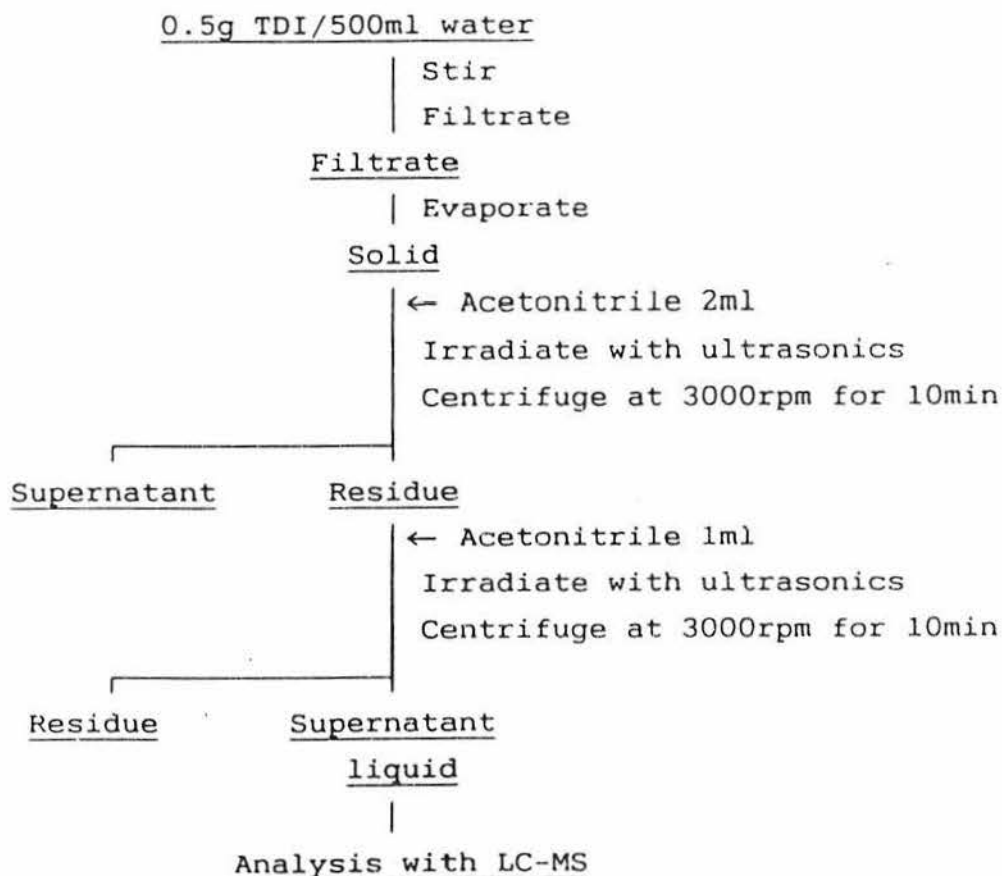 0.5g TDI/500ml water
Stir
Filtrate
Filtrate
Evaporate
Solid
← Acetonitrile 2ml
Irradiate with ultrasonics
Centrifuge at 3000rpm for 10min
Supernatant Residue
← Acetonitrile 1ml
Irradiate with ultrasonics
Centrifuge at 3000rpm for 10min
Residue Supernatant
liquid
Analysis with LC-MS